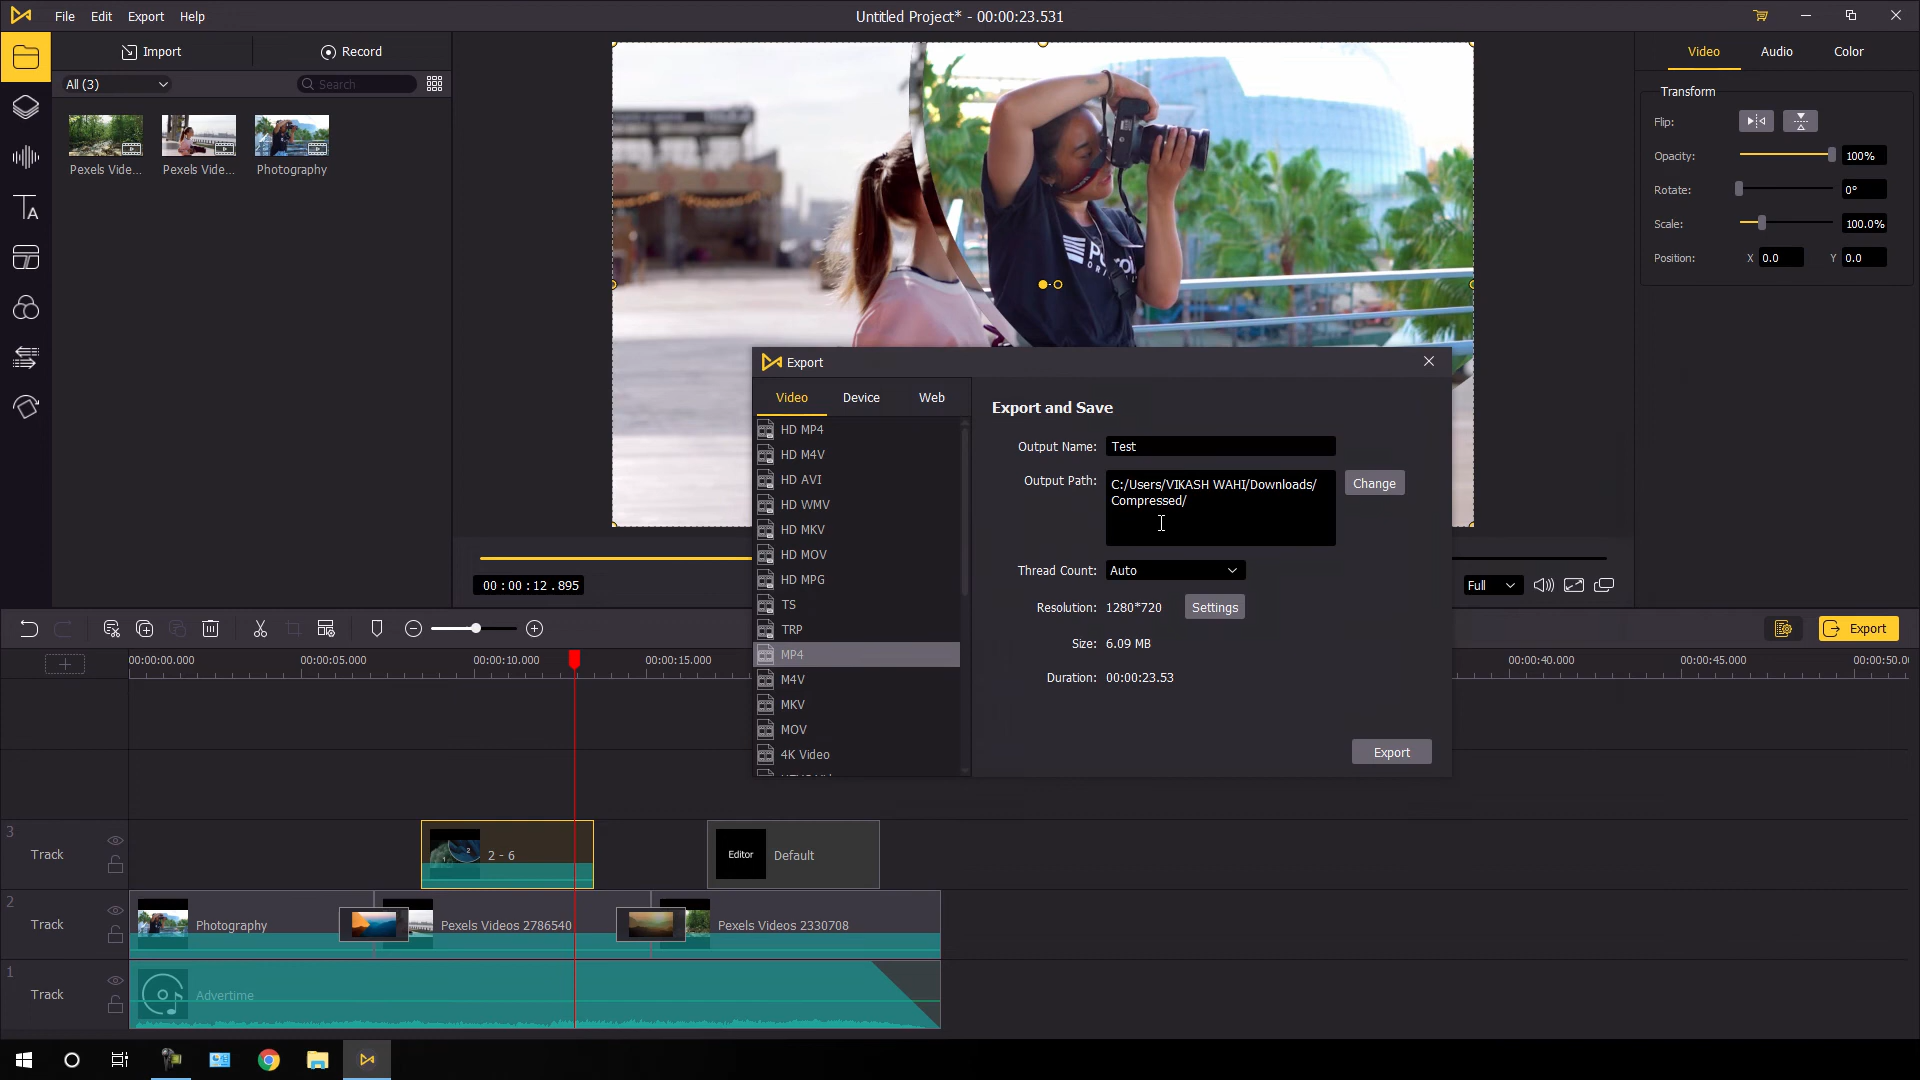 File Edit Export Help
Untitled Project* - 00:00:23.531
Import Record
Video Audio Color
All (3) Search
Transform
Flip:
Opacity: 100%
Rotate: 0°
Scale: 100.0%
Position: X 0.0 Y 0.0
Pexels Vide... Pexels Vide... Photography
Export
Video Device Web
HD MP4
HD M4V
HD AVI
HD WMV
HD MKV
HD MOV
HD MPG
TS
TRP
MP4
M4V
MKV
MOV
4K Video
Export and Save
Output Name: Test
Output Path: C:/Users/VIKASH WAHI/Downloads/
Compressed/
Change
Thread Count: Auto
Resolution: 1280*720 Settings
Size: 6.09 MB
Duration: 00:00:23.53
Export
00:00:12.895
Full
Export
00:00:00.000 00:00:05.000 00:00:10.000 00:00:15.000 00:00:40.000 00:00:45.000
3
Track
2 - 6
Editor
Default
2
Track
Photography
Pexels Videos 2786540
Pexels Videos 2330708
1
Track
Advertime